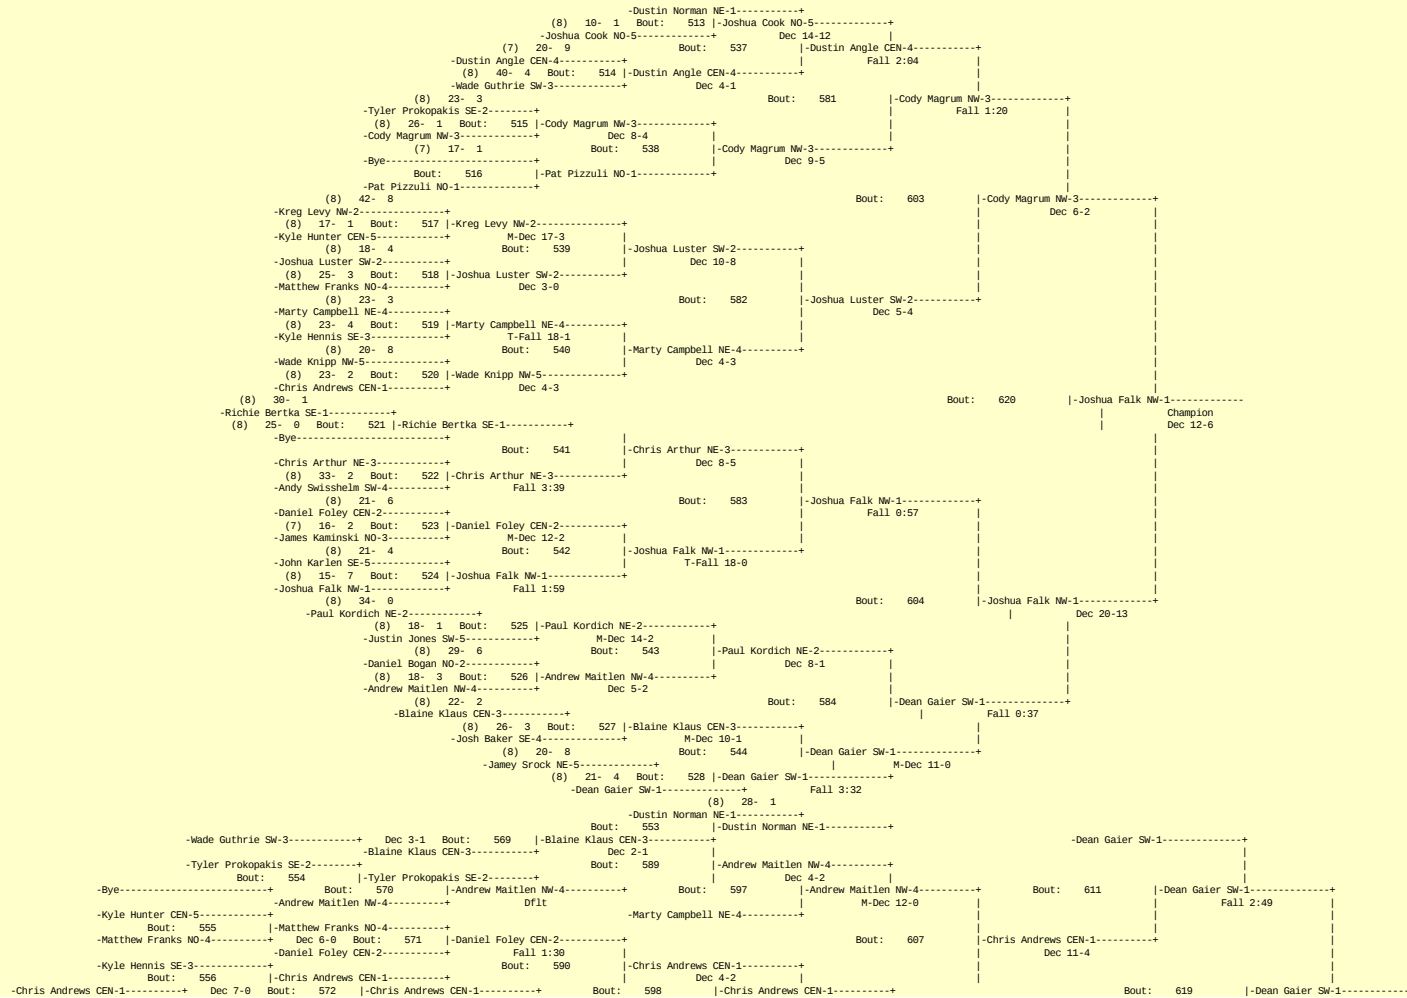 -Dustin Norman NE-1-----------+
(8) 10- 1 Bout: 513 |-Joshua Cook NO-5-------------+
-Joshua Cook NO-5-------------+ Dec 14-12 |
(7) 20- 9 Bout: 537 |-Dustin Angle CEN-4-----------+
-Dustin Angle CEN-4-----------+ | Fall 2:04 |
(8) 40- 4 Bout: 514 |-Dustin Angle CEN-4-----------+ |
-Wade Guthrie SW-3------------+ Dec 4-1 |
(8) 23- 3 Bout: 581 |-Cody Magrum NW-3-------------+
-Tyler Prokopakis SE-2--------+ | Fall 1:20 |
(8) 26- 1 Bout: 515 |-Cody Magrum NW-3-------------+ | |
-Cody Magrum NW-3-------------+ Dec 8-4 | | |
(7) 17- 1 Bout: 538 |-Cody Magrum NW-3-------------+ |
-Bye--------------------------+ | Dec 9-5 |
Bout: 516 |-Pat Pizzuli NO-1-------------+ |
-Pat Pizzuli NO-1-------------+ |
(8) 42- 8 Bout: 603 |-Cody Magrum NW-3-------------+
-Kreg Levy NW-2---------------+ | Dec 6-2 |
(8) 17- 1 Bout: 517 |-Kreg Levy NW-2---------------+ | |
-Kyle Hunter CEN-5------------+ M-Dec 17-3 | | |
(8) 18- 4 Bout: 539 |-Joshua Luster SW-2-----------+ | |
-Joshua Luster SW-2-----------+ | Dec 10-8 | | |
(8) 25- 3 Bout: 518 |-Joshua Luster SW-2-----------+ | | |
-Matthew Franks NO-4----------+ Dec 3-0 | | |
(8) 23- 3 Bout: 582 |-Joshua Luster SW-2-----------+ |
-Marty Campbell NE-4----------+ | Dec 5-4 |
(8) 23- 4 Bout: 519 |-Marty Campbell NE-4----------+ | |
-Kyle Hennis SE-3-------------+ T-Fall 18-1 | | |
(8) 20- 8 Bout: 540 |-Marty Campbell NE-4----------+ |
-Wade Knipp NW-5--------------+ | Dec 4-3 |
(8) 23- 2 Bout: 520 |-Wade Knipp NW-5--------------+ |
-Chris Andrews CEN-1----------+ Dec 4-3 |
(8) 30- 1 Bout: 620 |-Joshua Falk NW-1-------------
-Richie Bertka SE-1-----------+ | Champion
(8) 25- 0 Bout: 521 |-Richie Bertka SE-1-----------+ | Dec 12-6
-Bye--------------------------+ | |
Bout: 541 |-Chris Arthur NE-3------------+ |
-Chris Arthur NE-3------------+ | Dec 8-5 | |
(8) 33- 2 Bout: 522 |-Chris Arthur NE-3------------+ | |
-Andy Swisshelm SW-4----------+ Fall 3:39 | |
(8) 21- 6 Bout: 583 |-Joshua Falk NW-1-------------+ |
-Daniel Foley CEN-2-----------+ | Fall 0:57 | |
(7) 16- 2 Bout: 523 |-Daniel Foley CEN-2-----------+ | | |
-James Kaminski NO-3----------+ M-Dec 12-2 | | | |
(8) 21- 4 Bout: 542 |-Joshua Falk NW-1-------------+ | |
-John Karlen SE-5-------------+ | T-Fall 18-0 | |
(8) 15- 7 Bout: 524 |-Joshua Falk NW-1-------------+ | |
-Joshua Falk NW-1-------------+ Fall 1:59 | |
(8) 34- 0 Bout: 604 |-Joshua Falk NW-1-------------+
-Paul Kordich NE-2------------+ | Dec 20-13
(8) 18- 1 Bout: 525 |-Paul Kordich NE-2------------+ |
-Justin Jones SW-5------------+ M-Dec 14-2 | |
(8) 29- 6 Bout: 543 |-Paul Kordich NE-2------------+ |
-Daniel Bogan NO-2------------+ | Dec 8-1 | |
(8) 18- 3 Bout: 526 |-Andrew Maitlen NW-4----------+ | |
-Andrew Maitlen NW-4----------+ Dec 5-2 | |
(8) 22- 2 Bout: 584 |-Dean Gaier SW-1--------------+
-Blaine Klaus CEN-3-----------+ | Fall 0:37
(8) 26- 3 Bout: 527 |-Blaine Klaus CEN-3-----------+ |
-Josh Baker SE-4--------------+ M-Dec 10-1 | |
(8) 20- 8 Bout: 544 |-Dean Gaier SW-1--------------+
-Jamey Srock NE-5-------------+ | M-Dec 11-0
(8) 21- 4 Bout: 528 |-Dean Gaier SW-1--------------+
-Dean Gaier SW-1--------------+ Fall 3:32
(8) 28- 1
-Dustin Norman NE-1-----------+
Bout: 553 |-Dustin Norman NE-1-----------+
-Wade Guthrie SW-3------------+ Dec 3-1 Bout: 569 |-Blaine Klaus CEN-3-----------+ -Dean Gaier SW-1--------------+
-Blaine Klaus CEN-3-----------+ Dec 2-1 | |
-Tyler Prokopakis SE-2--------+ Bout: 589 |-Andrew Maitlen NW-4----------+ |
Bout: 554 |-Tyler Prokopakis SE-2--------+ | Dec 4-2 | |
-Bye--------------------------+ Bout: 570 |-Andrew Maitlen NW-4----------+ Bout: 597 |-Andrew Maitlen NW-4----------+ Bout: 611 |-Dean Gaier SW-1--------------+
-Andrew Maitlen NW-4----------+ Dflt | M-Dec 12-0 | | Fall 2:49 |
-Kyle Hunter CEN-5------------+ -Marty Campbell NE-4----------+ | | |
Bout: 555 |-Matthew Franks NO-4----------+ | | |
-Matthew Franks NO-4----------+ Dec 6-0 Bout: 571 |-Daniel Foley CEN-2-----------+ Bout: 607 |-Chris Andrews CEN-1----------+ |
-Daniel Foley CEN-2-----------+ Fall 1:30 | | Dec 11-4 |
-Kyle Hennis SE-3-------------+ Bout: 590 |-Chris Andrews CEN-1----------+ | |
Bout: 556 |-Chris Andrews CEN-1----------+ | Dec 4-2 | | |
-Chris Andrews CEN-1----------+ Dec 7-0 Bout: 572 |-Chris Andrews CEN-1----------+ Bout: 598 |-Chris Andrews CEN-1----------+ Bout: 619 |-Dean Gaier SW-1--------------